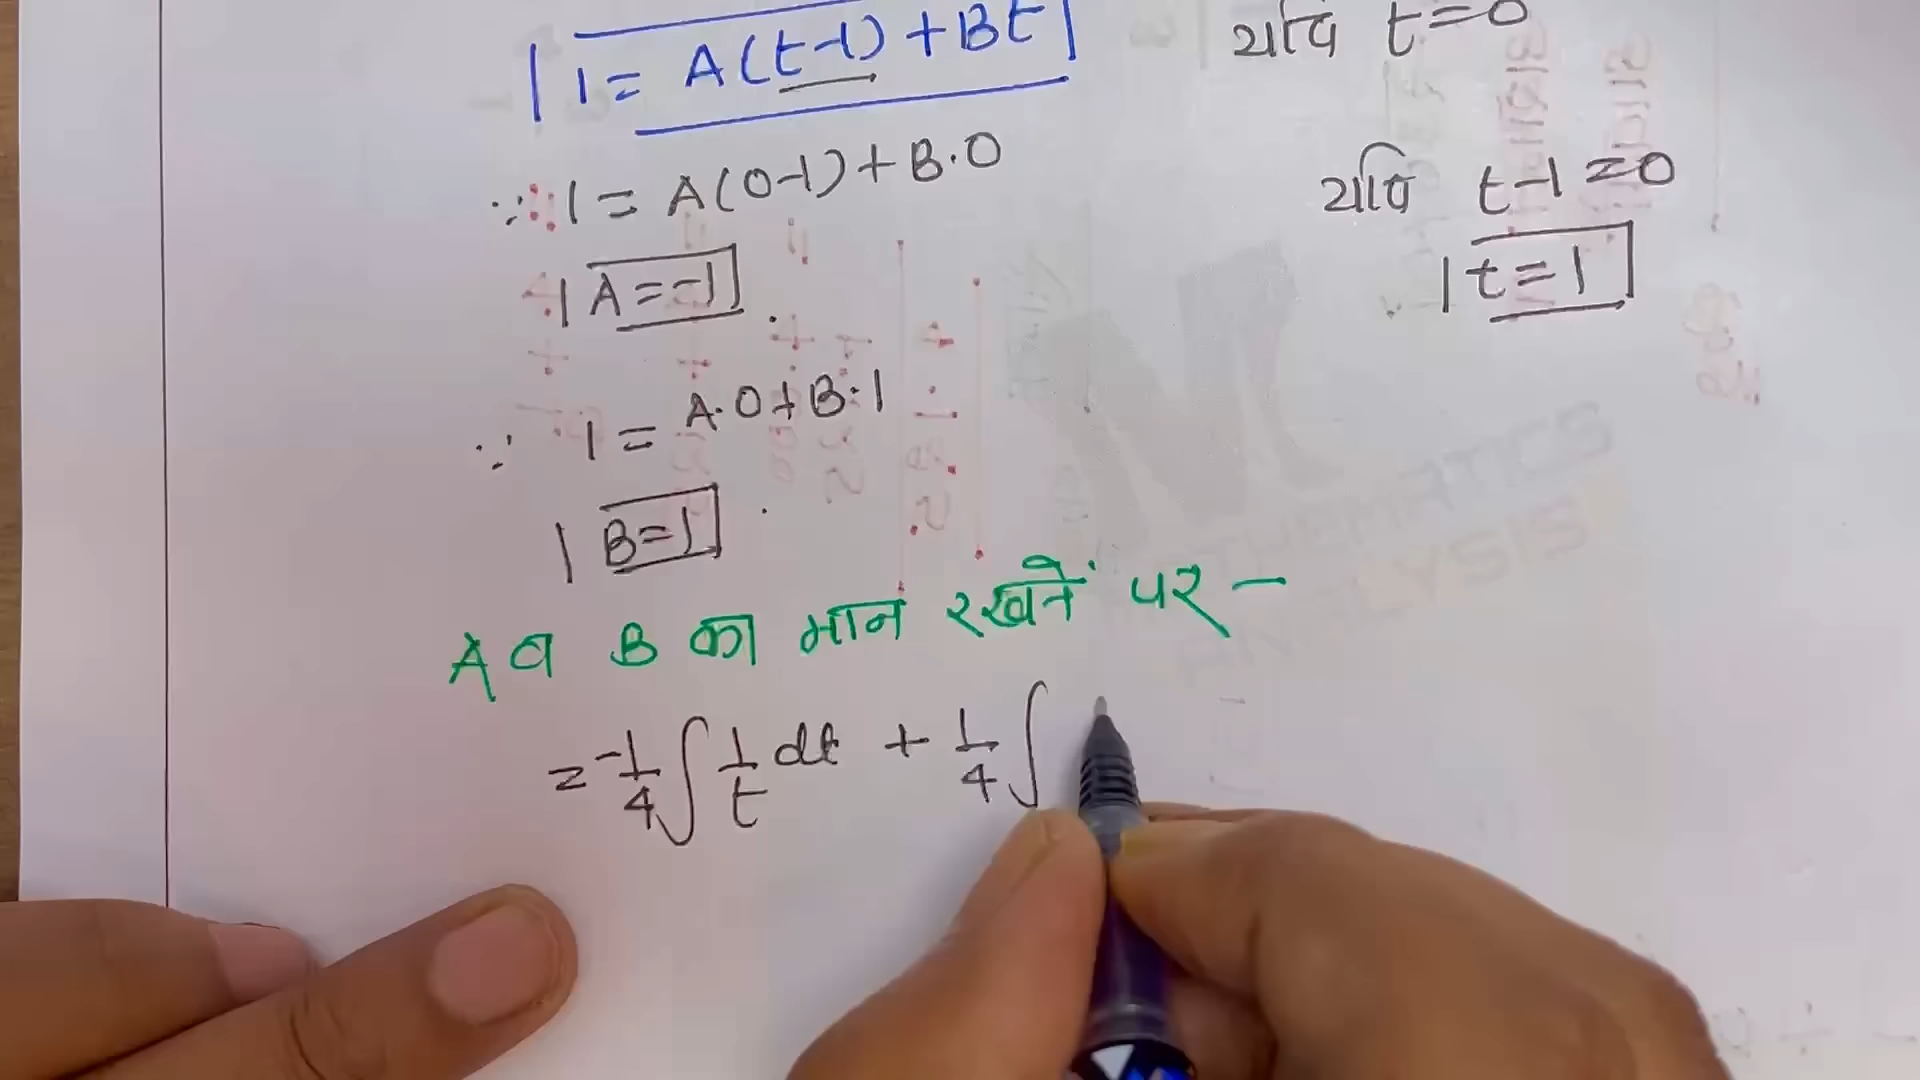 1 = A(t-1) + Bt
यदि t=0
∵ 1 = A(0-1) + B.0
यदि t-1=0
A=-1
t=1
∵ 1 = A.0+B.1
B=1
A व B का मान रखनें पर -
= -1/4 ∫ 1/t dt + 1/4 ∫